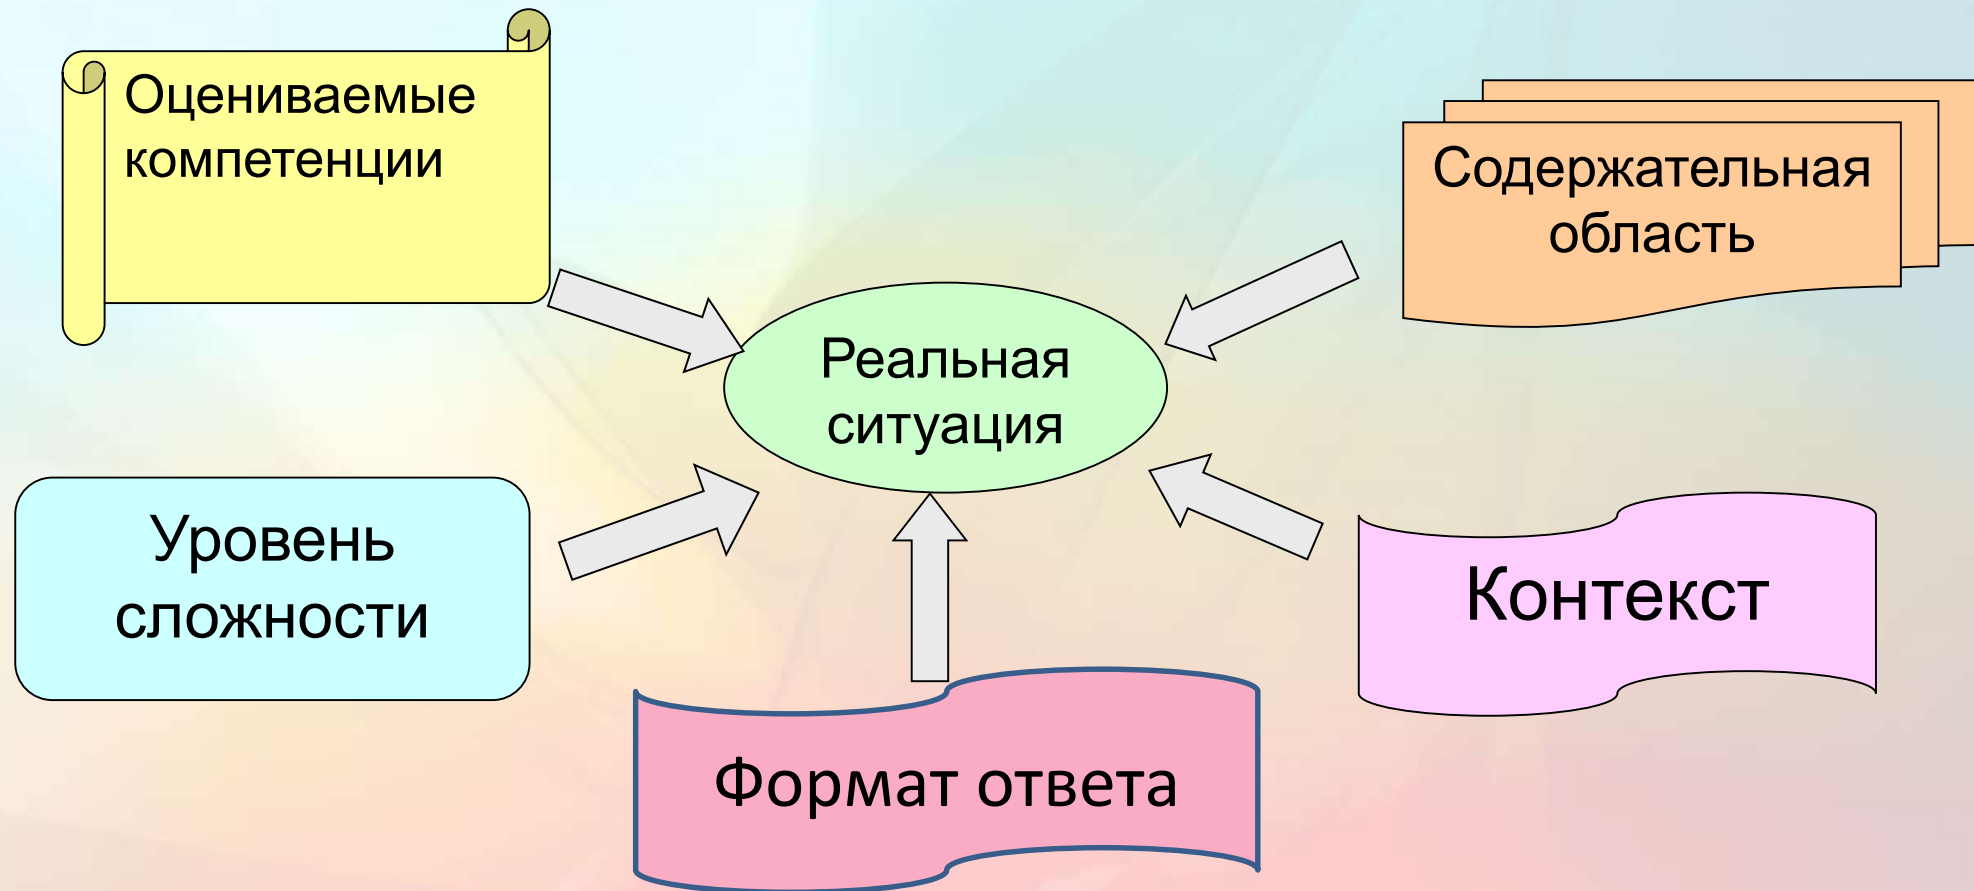 Оцениваемые
компетенции
Содержательная
область
Реальная
ситуация
Уровень
сложности
Контекст
Формат ответа